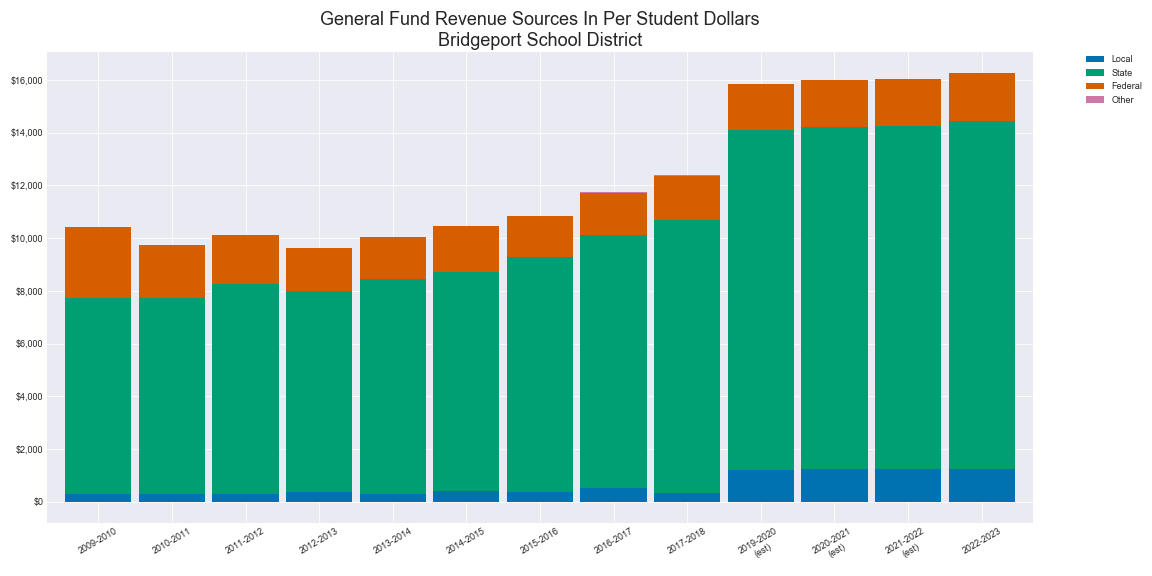 General Fund Revenue Sources In Per Student Dollars
Bridgeport School District
Local
State
Federal
Other
$16,000
$14,000
$12,000
$10,000
$8,000
$6,000
$4,000
$2,000
$0
2009-2010
2010-2011
2011-2012
2012-2013
2013-2014
2014-2015
2015-2016
2016-2017
2017-2018
2019-2020
(est)
2020-2021
(est)
2021-2022
(est)
2022-2023